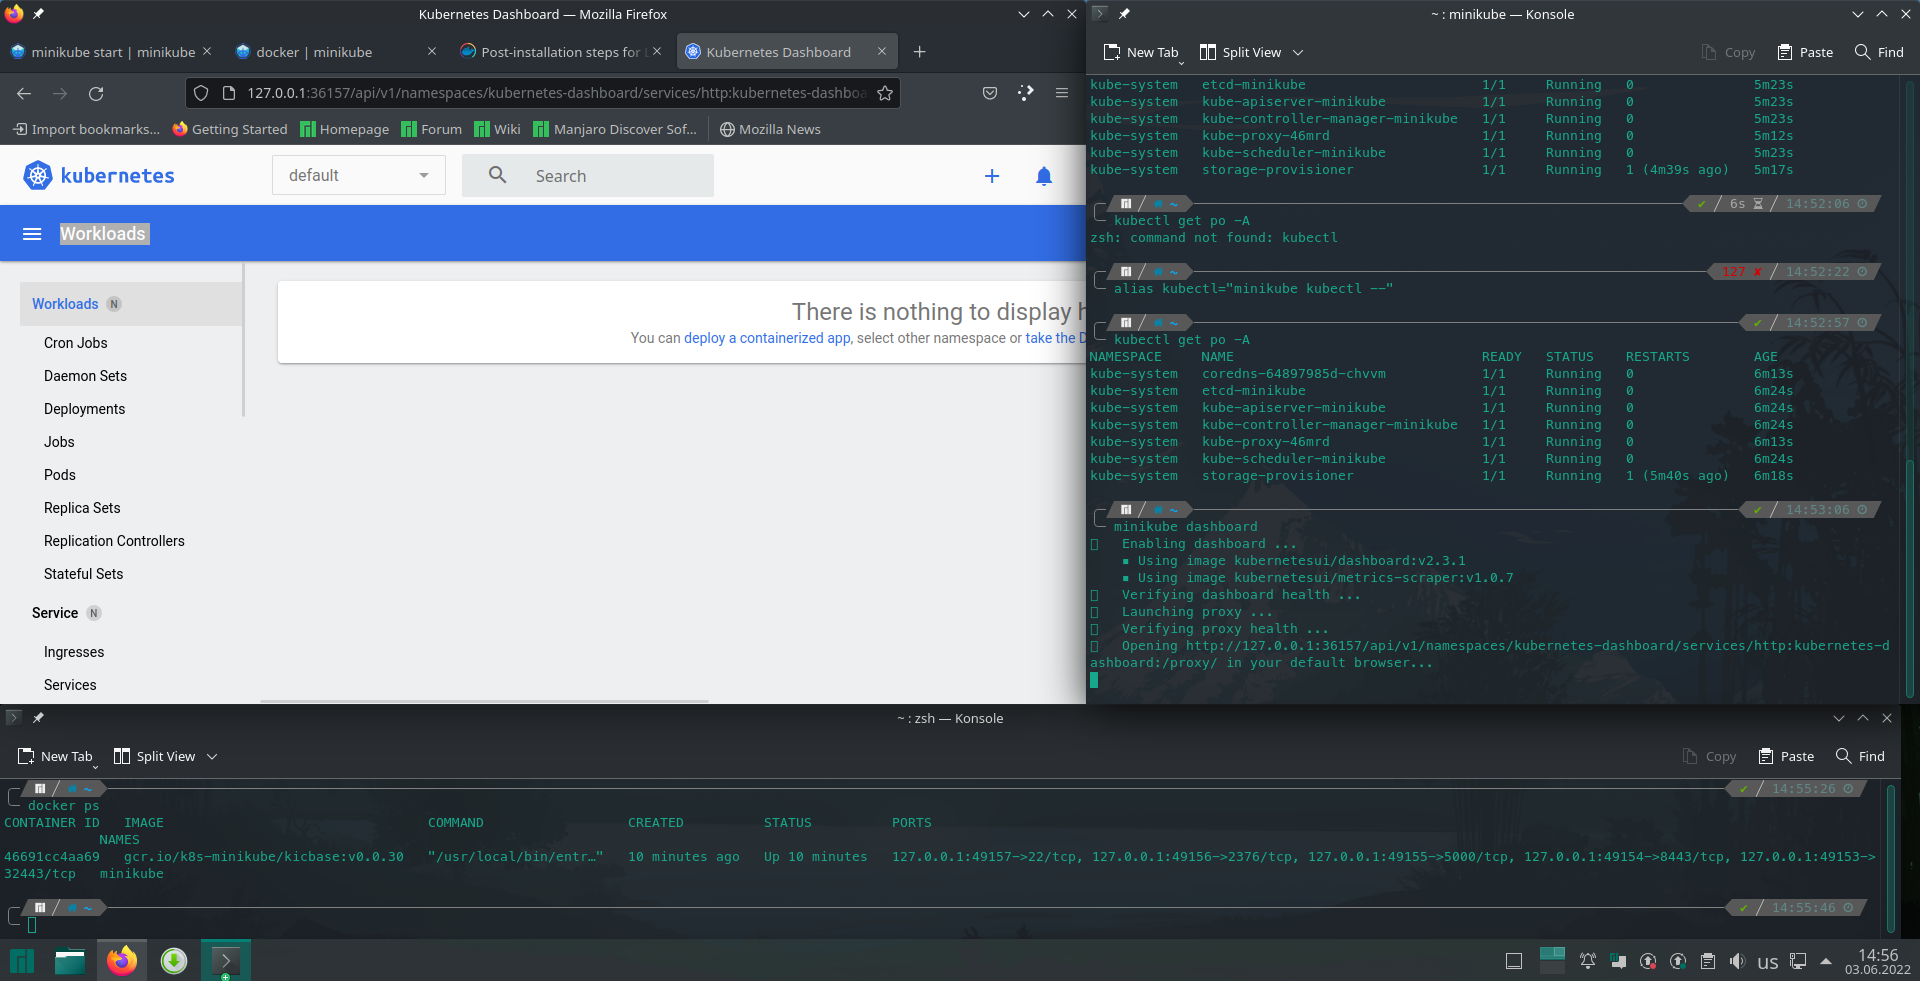 Kubernetes Dashboard — Mozilla Firefox
minikube start | minikube
docker | minikube
Post-installation steps for L
Kubernetes Dashboard
127.0.0.1:36157/api/v1/namespaces/kubernetes-dashboard/services/http:kubernetes-dashboa
Import bookmarks...
Getting Started
Homepage
Forum
Wiki
Manjaro Discover Sof...
Mozilla News
kubernetes
default
Search
Workloads
Workloads N
Cron Jobs
Daemon Sets
Deployments
Jobs
Pods
Replica Sets
Replication Controllers
Stateful Sets
Service N
Ingresses
Services
There is nothing to display h
You can deploy a containerized app, select other namespace or take the D
~ : minikube — Konsole
New Tab Split View Copy Paste Find
kube-system etcd-minikube 1/1 Running 0 5m23s
kube-system kube-apiserver-minikube 1/1 Running 0 5m23s
kube-system kube-controller-manager-minikube 1/1 Running 0 5m23s
kube-system kube-proxy-46mrd 1/1 Running 0 5m12s
kube-system kube-scheduler-minikube 1/1 Running 0 5m23s
kube-system storage-provisioner 1/1 Running 1 (4m39s ago) 5m17s
~ ✔ 6s 14:52:06
kubectl get po -A
zsh: command not found: kubectl
~ 127 ✘ 14:52:22
alias kubectl="minikube kubectl --"
~ ✔ 14:52:57
kubectl get po -A
NAMESPACE NAME READY STATUS RESTARTS AGE
kube-system coredns-64897985d-chvvm 1/1 Running 0 6m13s
kube-system etcd-minikube 1/1 Running 0 6m24s
kube-system kube-apiserver-minikube 1/1 Running 0 6m24s
kube-system kube-controller-manager-minikube 1/1 Running 0 6m24s
kube-system kube-proxy-46mrd 1/1 Running 0 6m13s
kube-system kube-scheduler-minikube 1/1 Running 0 6m24s
kube-system storage-provisioner 1/1 Running 1 (5m40s ago) 6m18s
~ ✔ 14:53:06
minikube dashboard
Enabling dashboard ...
▪ Using image kubernetesui/dashboard:v2.3.1
▪ Using image kubernetesui/metrics-scraper:v1.0.7
Verifying dashboard health ...
Launching proxy ...
Verifying proxy health ...
Opening http://127.0.0.1:36157/api/v1/namespaces/kubernetes-dashboard/services/http:kubernetes-d
ashboard:/proxy/ in your default browser...
~ : zsh — Konsole
New Tab Split View Copy Paste Find
~ ✔ 14:55:26
docker ps
CONTAINER ID IMAGE COMMAND CREATED STATUS PORTS
NAMES
46691cc4aa69 gcr.io/k8s-minikube/kicbase:v0.0.30 "/usr/local/bin/entr…" 10 minutes ago Up 10 minutes 127.0.0.1:49157->22/tcp, 127.0.0.1:49156->2376/tcp, 127.0.0.1:49155->5000/tcp, 127.0.0.1:49154->8443/tcp, 127.0.0.1:49153->
32443/tcp minikube
~ ✔ 14:55:46
us
14:56
03.06.2022